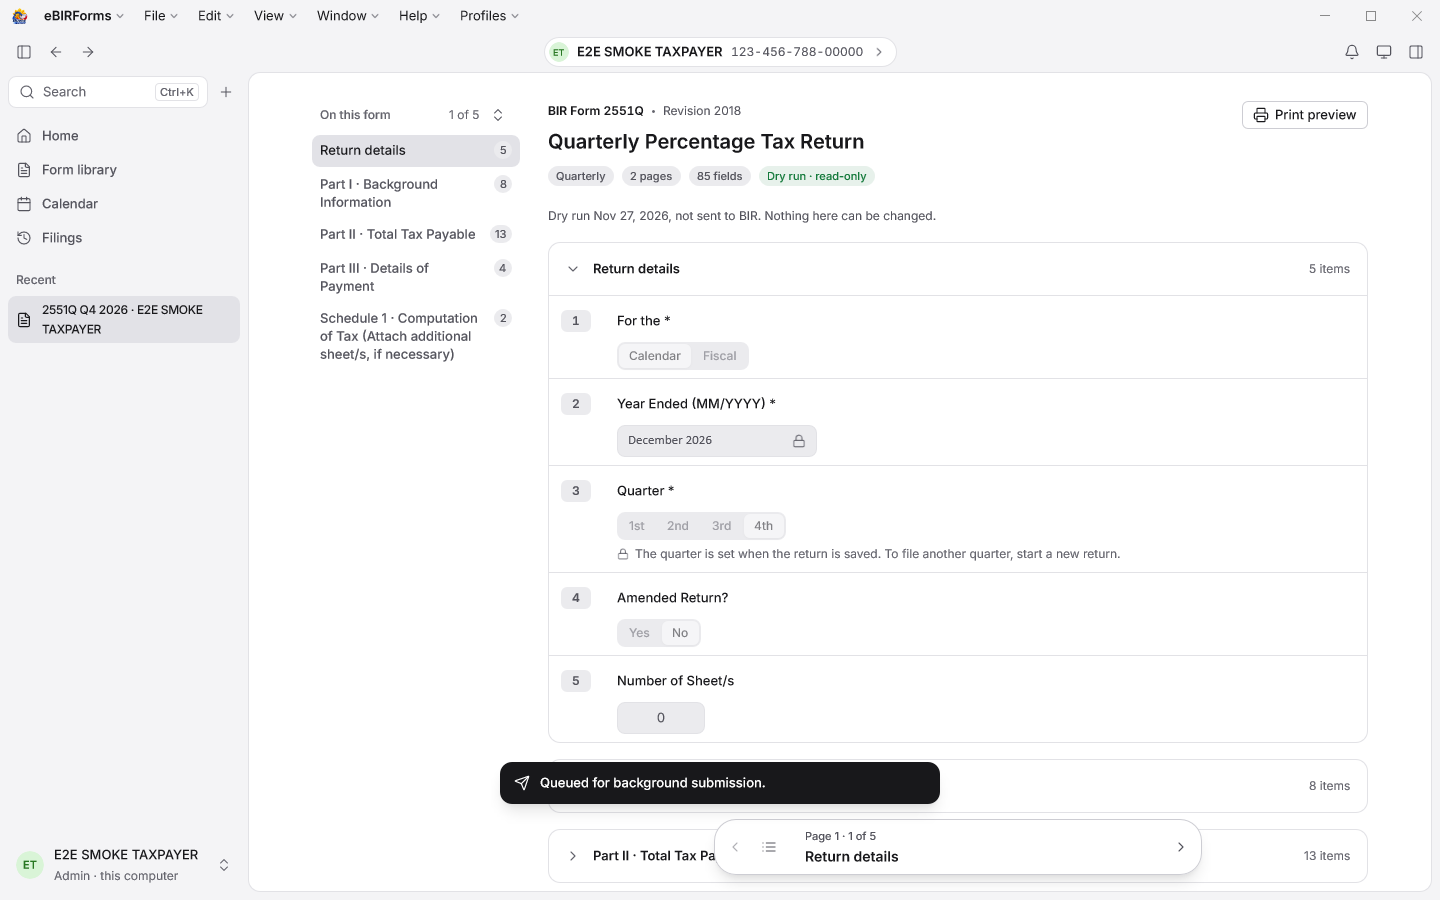 eBIRForms File Edit View Window Help Profiles
ET E2E SMOKE TAXPAYER 123-456-788-00000
Search Ctrl+K
Home
Form library
Calendar
Filings
Recent
2551Q Q4 2026 · E2E SMOKE
TAXPAYER
ET E2E SMOKE TAXPAYER
Admin · this computer
On this form 1 of 5
Return details 5
Part I · Background
Information 8
Part II · Total Tax Payable 13
Part III · Details of
Payment 4
Schedule 1 · Computation
of Tax (Attach additional
sheet/s, if necessary) 2
BIR Form 2551Q • Revision 2018
Quarterly Percentage Tax Return
Print preview
Quarterly 2 pages 85 fields Dry run · read-only
Dry run Nov 27, 2026, not sent to BIR. Nothing here can be changed.
Return details 5 items
1 For the *
Calendar Fiscal
2 Year Ended (MM/YYYY) *
December 2026
3 Quarter *
1st 2nd 3rd 4th
The quarter is set when the return is saved. To file another quarter, start a new return.
4 Amended Return?
Yes No
5 Number of Sheet/s
0
Queued for background submission.
8 items
Part II · Total Tax Pa
13 items
Page 1 · 1 of 5
Return details